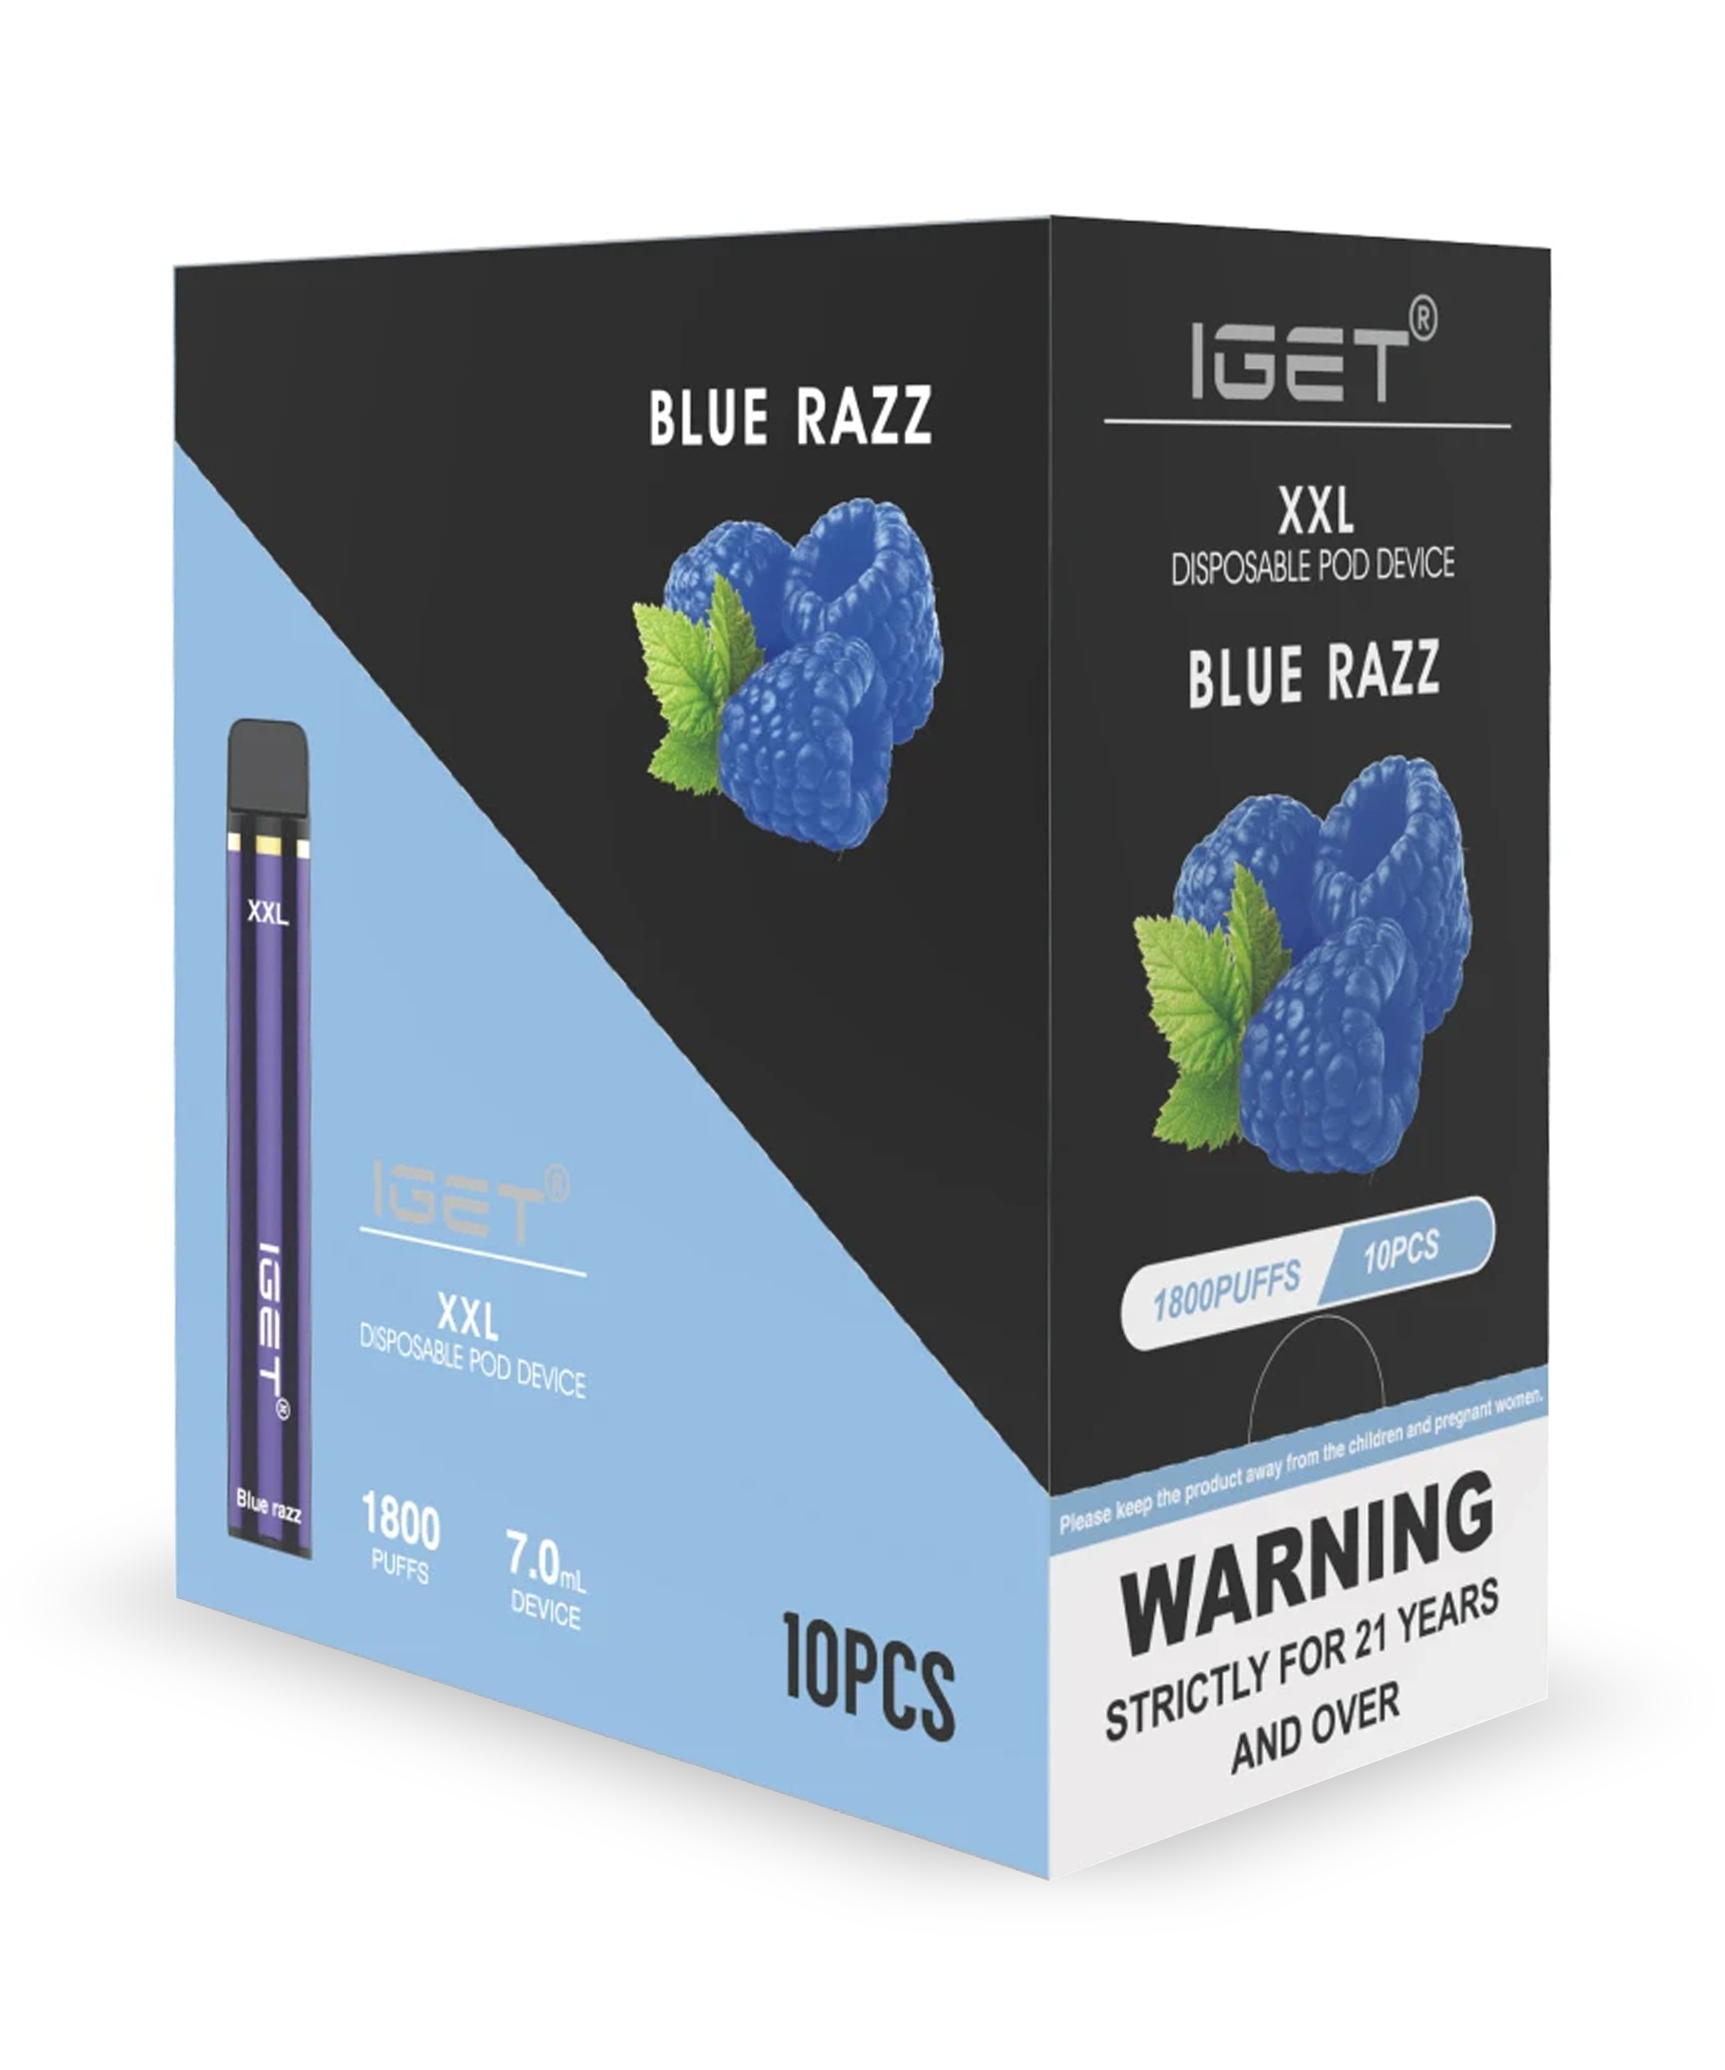 BLUE RAZZ
XXL
IGET®
Blue razz
IGET®
XXL
DISPOSABLE POD DEVICE
1800
PUFFS
7.0mL
DEVICE
10PCS
IGET®
XXL
DISPOSABLE POD DEVICE
BLUE RAZZ
1800PUFFS 10PCS
Please keep the product away from the children and pregnant women.
WARNING
STRICTLY FOR 21 YEARS
AND OVER